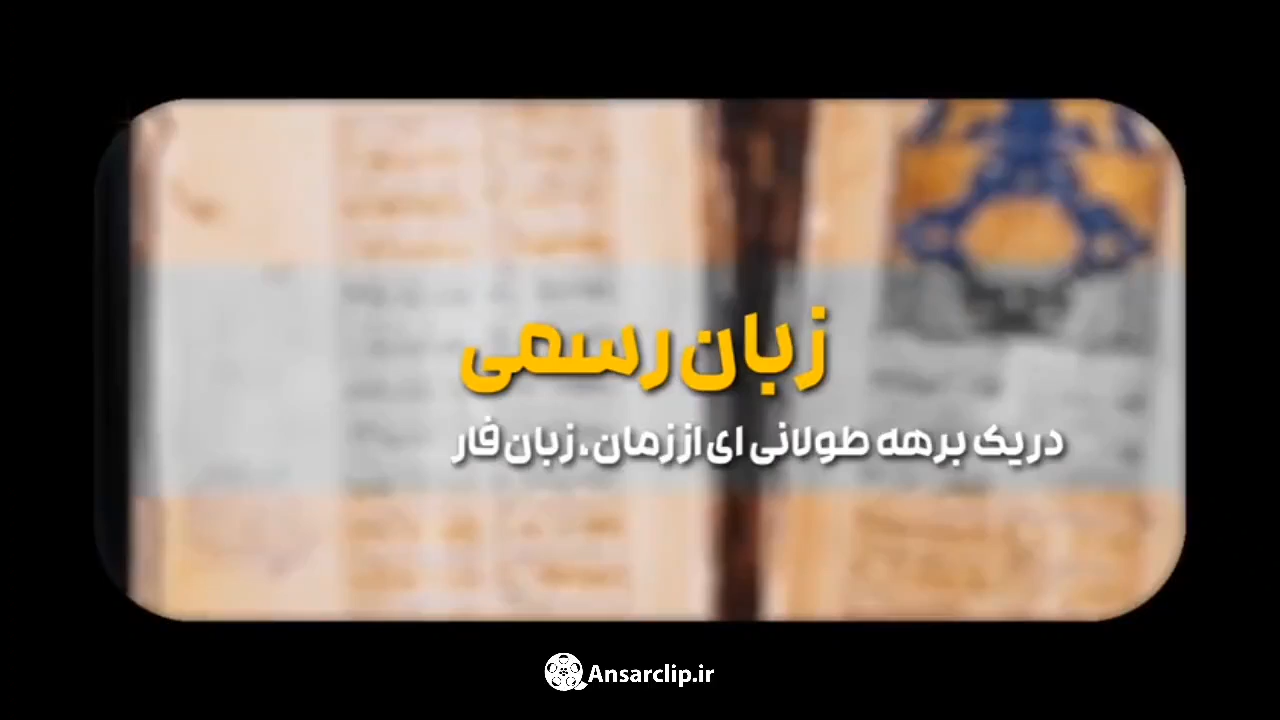 زبان رسمی
در یک برهه طولانی ای از زمان، زبان فار
Ansarclip.ir